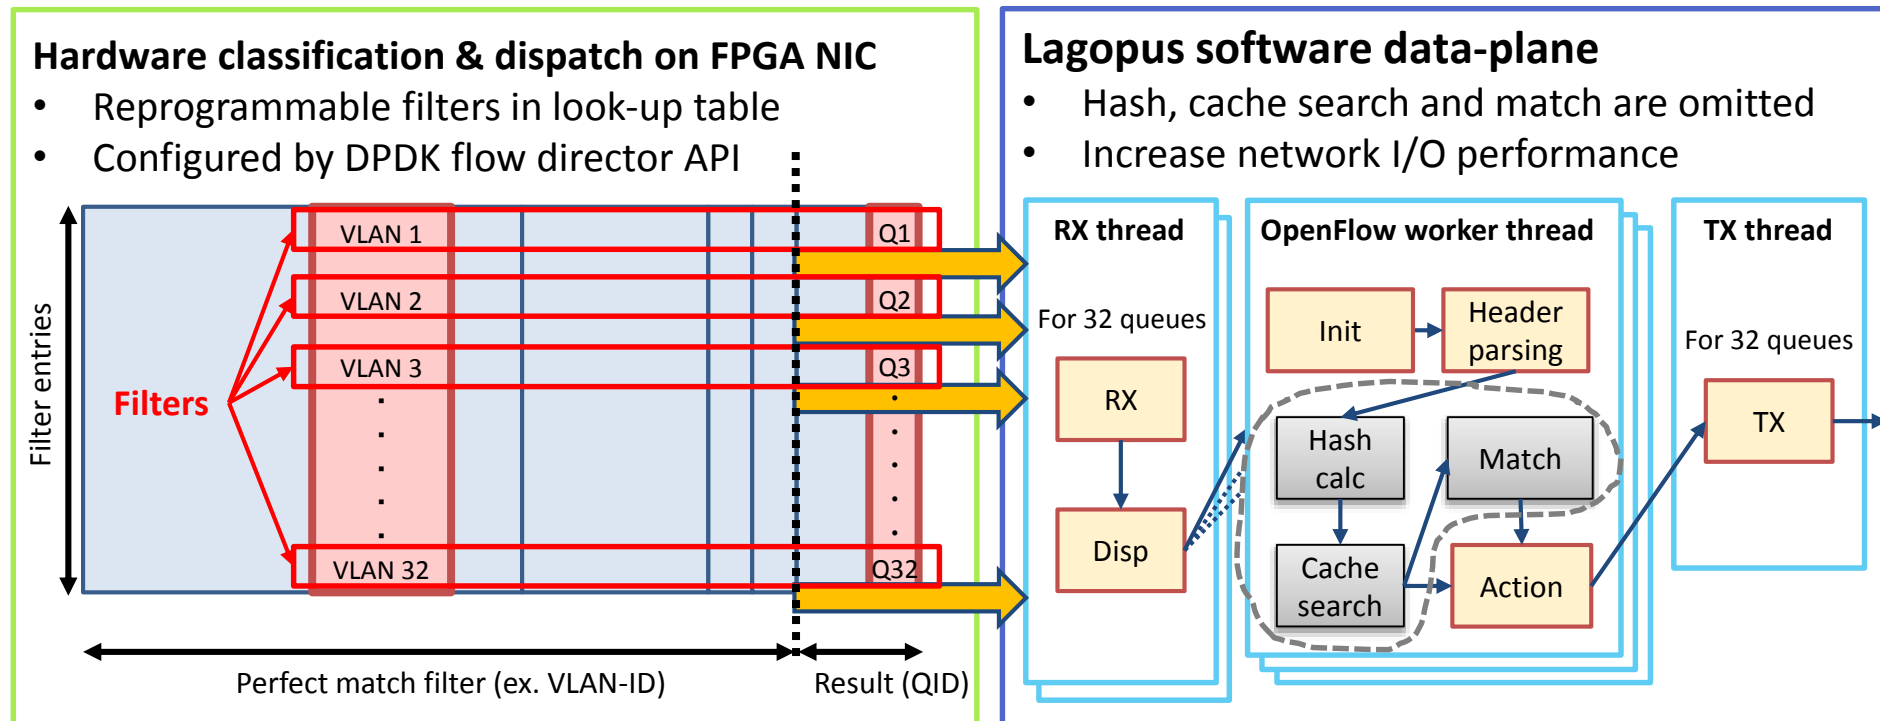 Hardware classification & dispatch on FPGA NIC
• Reprogrammable filters in look-up table
• Configured by DPDK flow director API
Filter entries
Filters
VLAN 1
Q1
VLAN 2
Q2
VLAN 3
Q3
VLAN 32
Q32
Perfect match filter (ex. VLAN-ID)
Result (QID)
Lagopus software data-plane
• Hash, cache search and match are omitted
• Increase network I/O performance
RX thread
For 32 queues
RX
Disp
OpenFlow worker thread
Init
Header
parsing
Hash
calc
Match
Cache
search
Action
TX thread
For 32 queues
TX